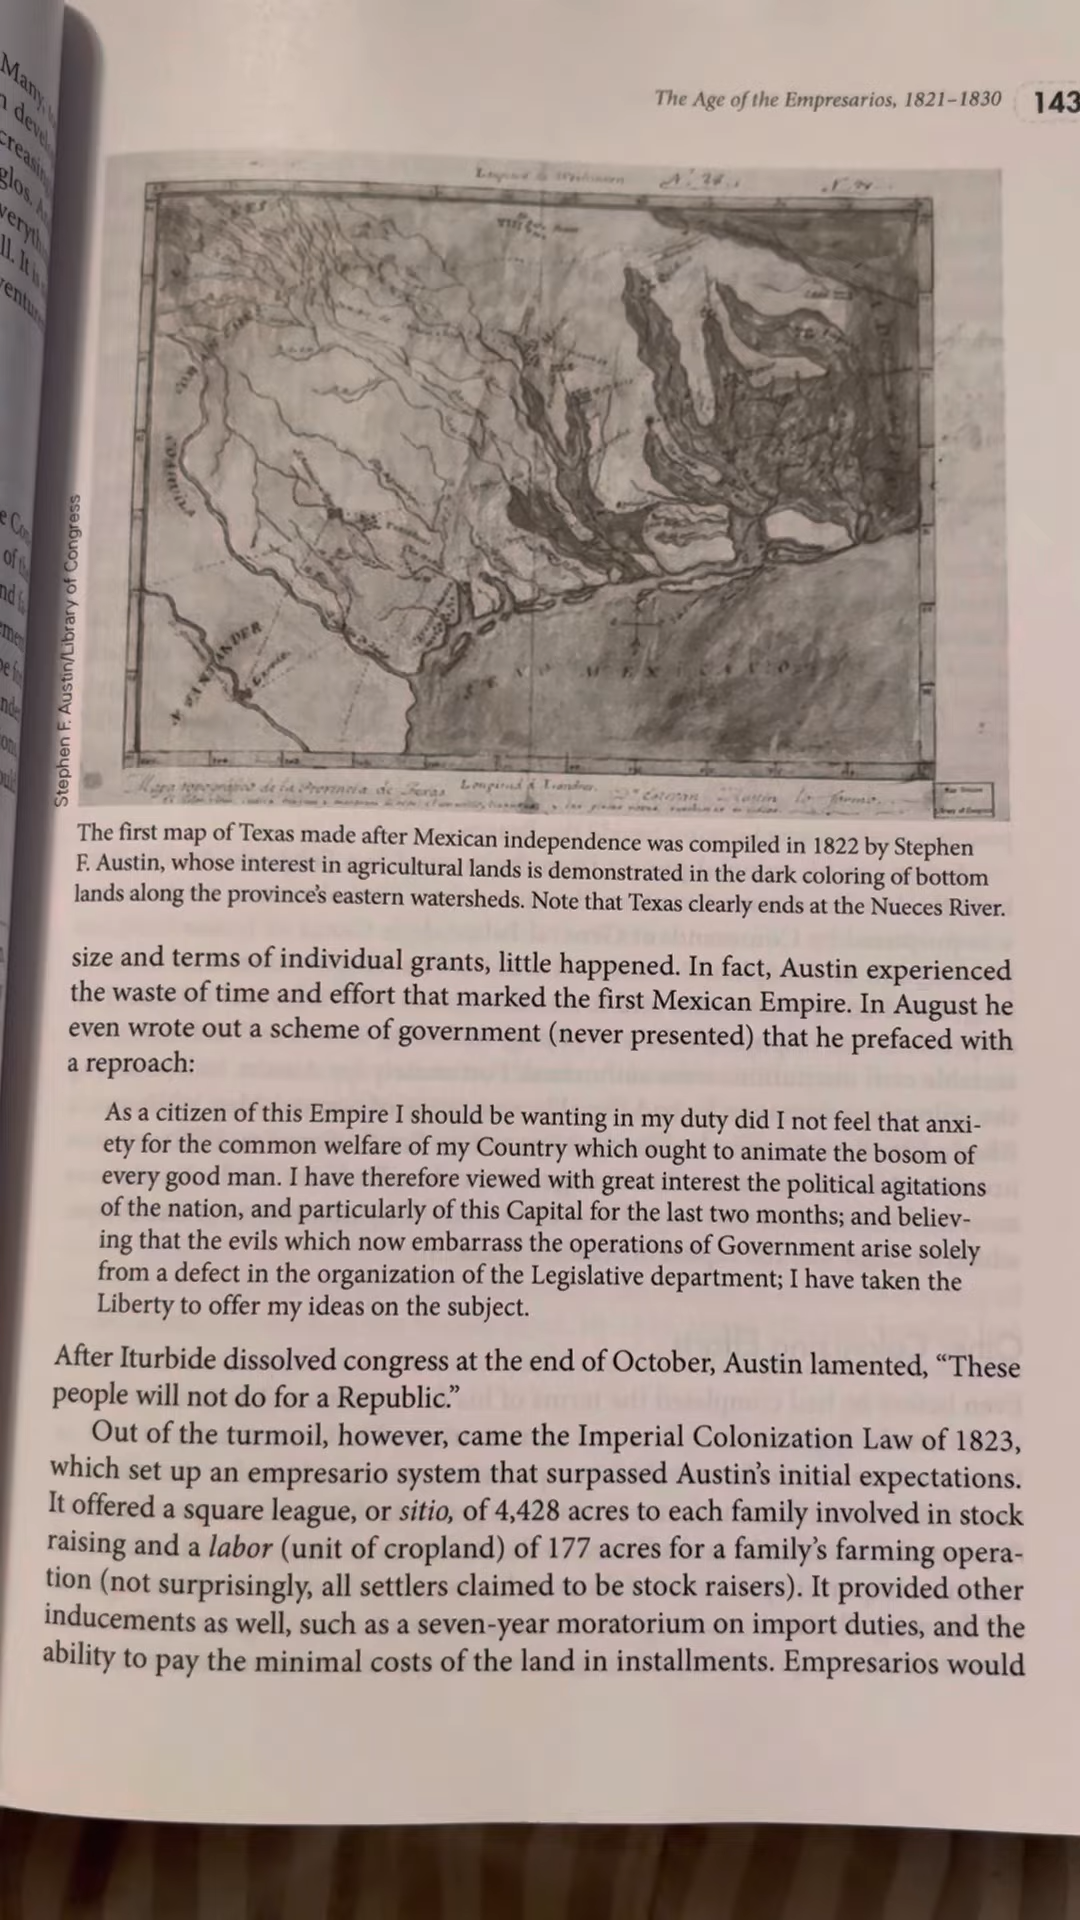 The Age of the Empresarios, 1821–1830 143
Stephen F. Austin/Library of Congress
Mapa topográfico de la Provincia de Texas
The first map of Texas made after Mexican independence was compiled in 1822 by Stephen
F. Austin, whose interest in agricultural lands is demonstrated in the dark coloring of bottom
lands along the province’s eastern watersheds. Note that Texas clearly ends at the Nueces River.
size and terms of individual grants, little happened. In fact, Austin experienced
the waste of time and effort that marked the first Mexican Empire. In August he
even wrote out a scheme of government (never presented) that he prefaced with
a reproach:
As a citizen of this Empire I should be wanting in my duty did I not feel that anxi-
ety for the common welfare of my Country which ought to animate the bosom of
every good man. I have therefore viewed with great interest the political agitations
of the nation, and particularly of this Capital for the last two months; and believ-
ing that the evils which now embarrass the operations of Government arise solely
from a defect in the organization of the Legislative department; I have taken the
Liberty to offer my ideas on the subject.
After Iturbide dissolved congress at the end of October, Austin lamented, “These
people will not do for a Republic.”
Out of the turmoil, however, came the Imperial Colonization Law of 1823,
which set up an empresario system that surpassed Austin’s initial expectations.
It offered a square league, or sitio, of 4,428 acres to each family involved in stock
raising and a labor (unit of cropland) of 177 acres for a family’s farming opera-
tion (not surprisingly, all settlers claimed to be stock raisers). It provided other
inducements as well, such as a seven-year moratorium on import duties, and the
ability to pay the minimal costs of the land in installments. Empresarios would